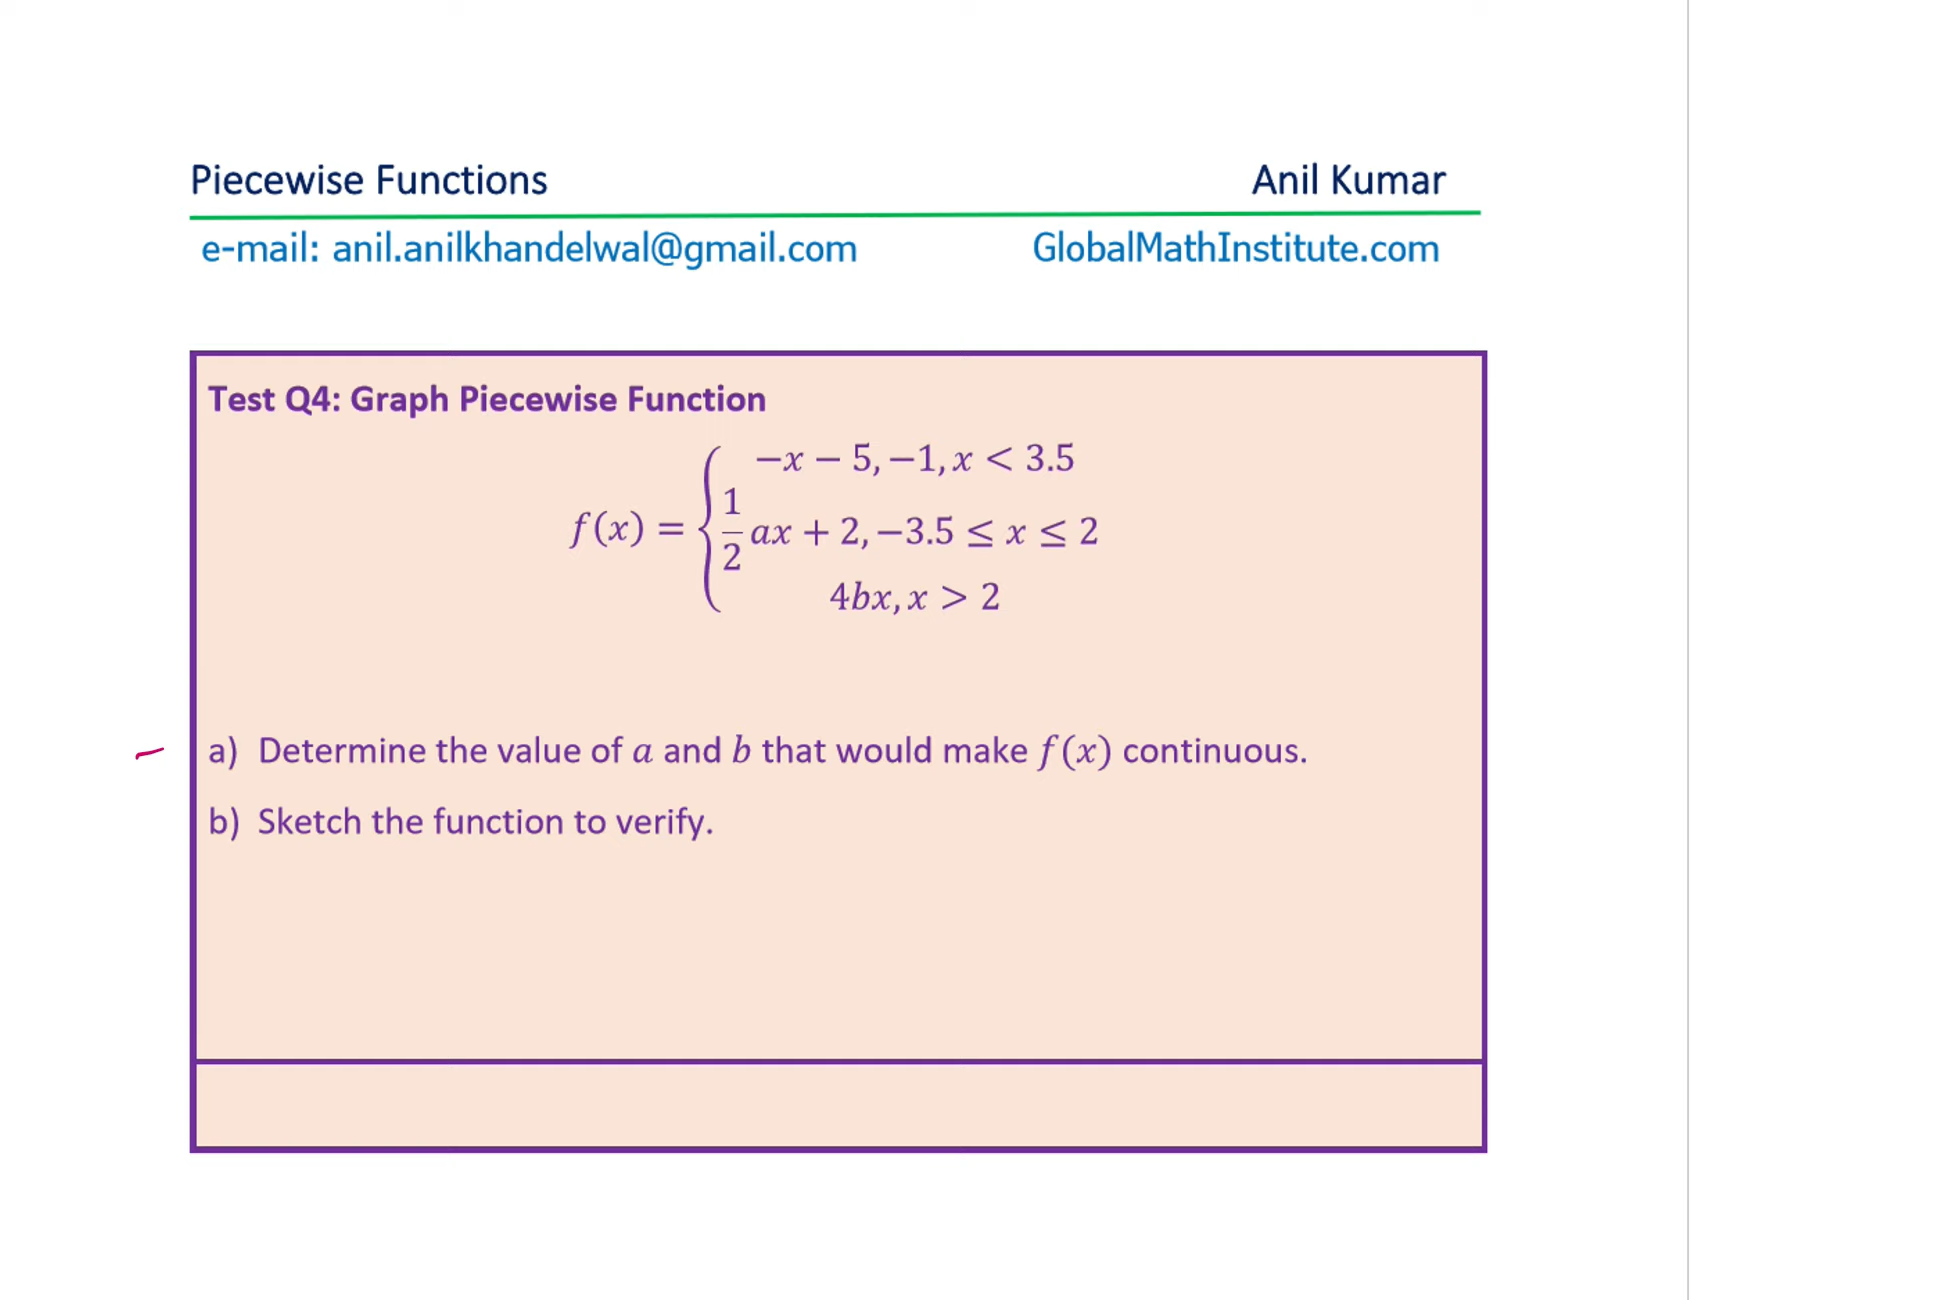 Piecewise Functions Anil Kumar
e-mail: anil.anilkhandelwal@gmail.com GlobalMathInstitute.com
Test Q4: Graph Piecewise Function
−x − 5, −1, x < 3.5
f(x) = { 1/2 ax + 2, −3.5 ≤ x ≤ 2
4bx, x > 2
a) Determine the value of a and b that would make f(x) continuous.
b) Sketch the function to verify.